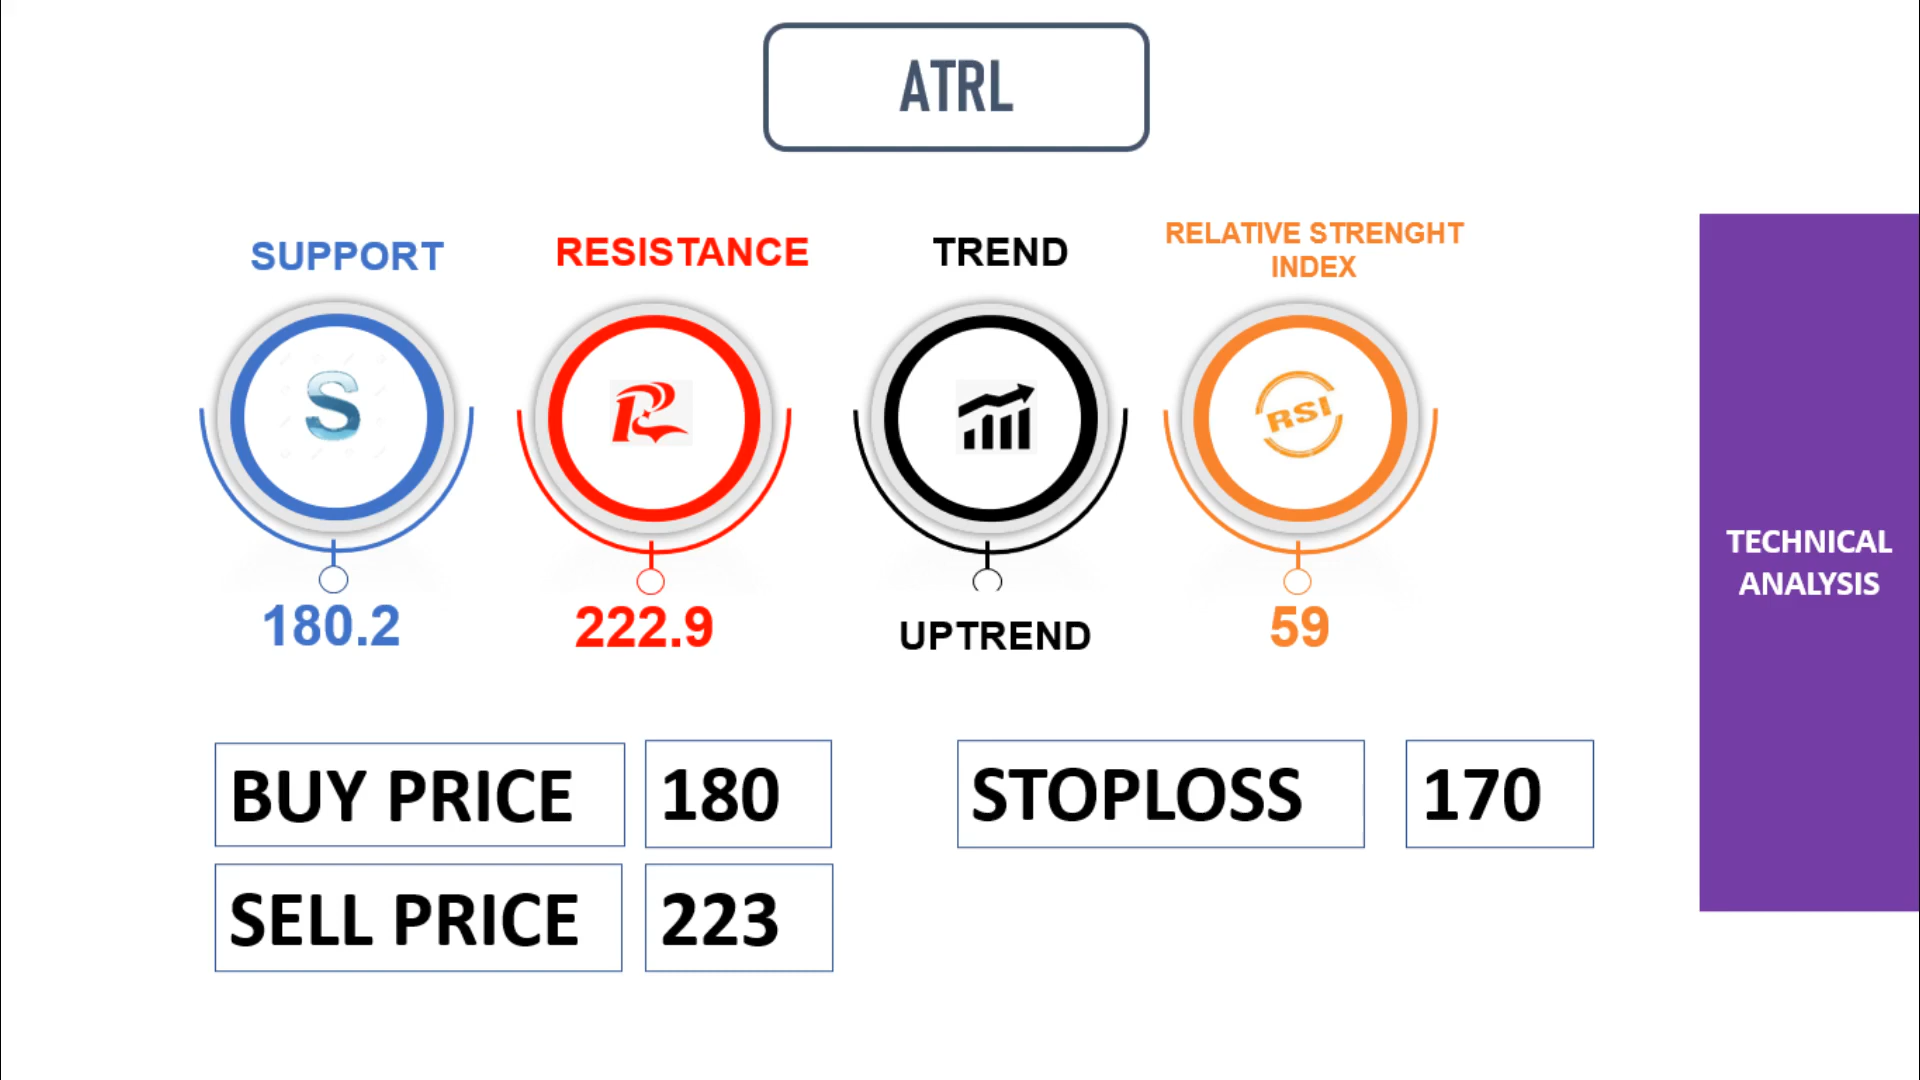 ATRL
SUPPORT
RESISTANCE
TREND
RELATIVE STRENGHT
INDEX
S
R
RSI
180.2
222.9
UPTREND
59
TECHNICAL
ANALYSIS
BUY PRICE 180
STOPLOSS 170
SELL PRICE 223